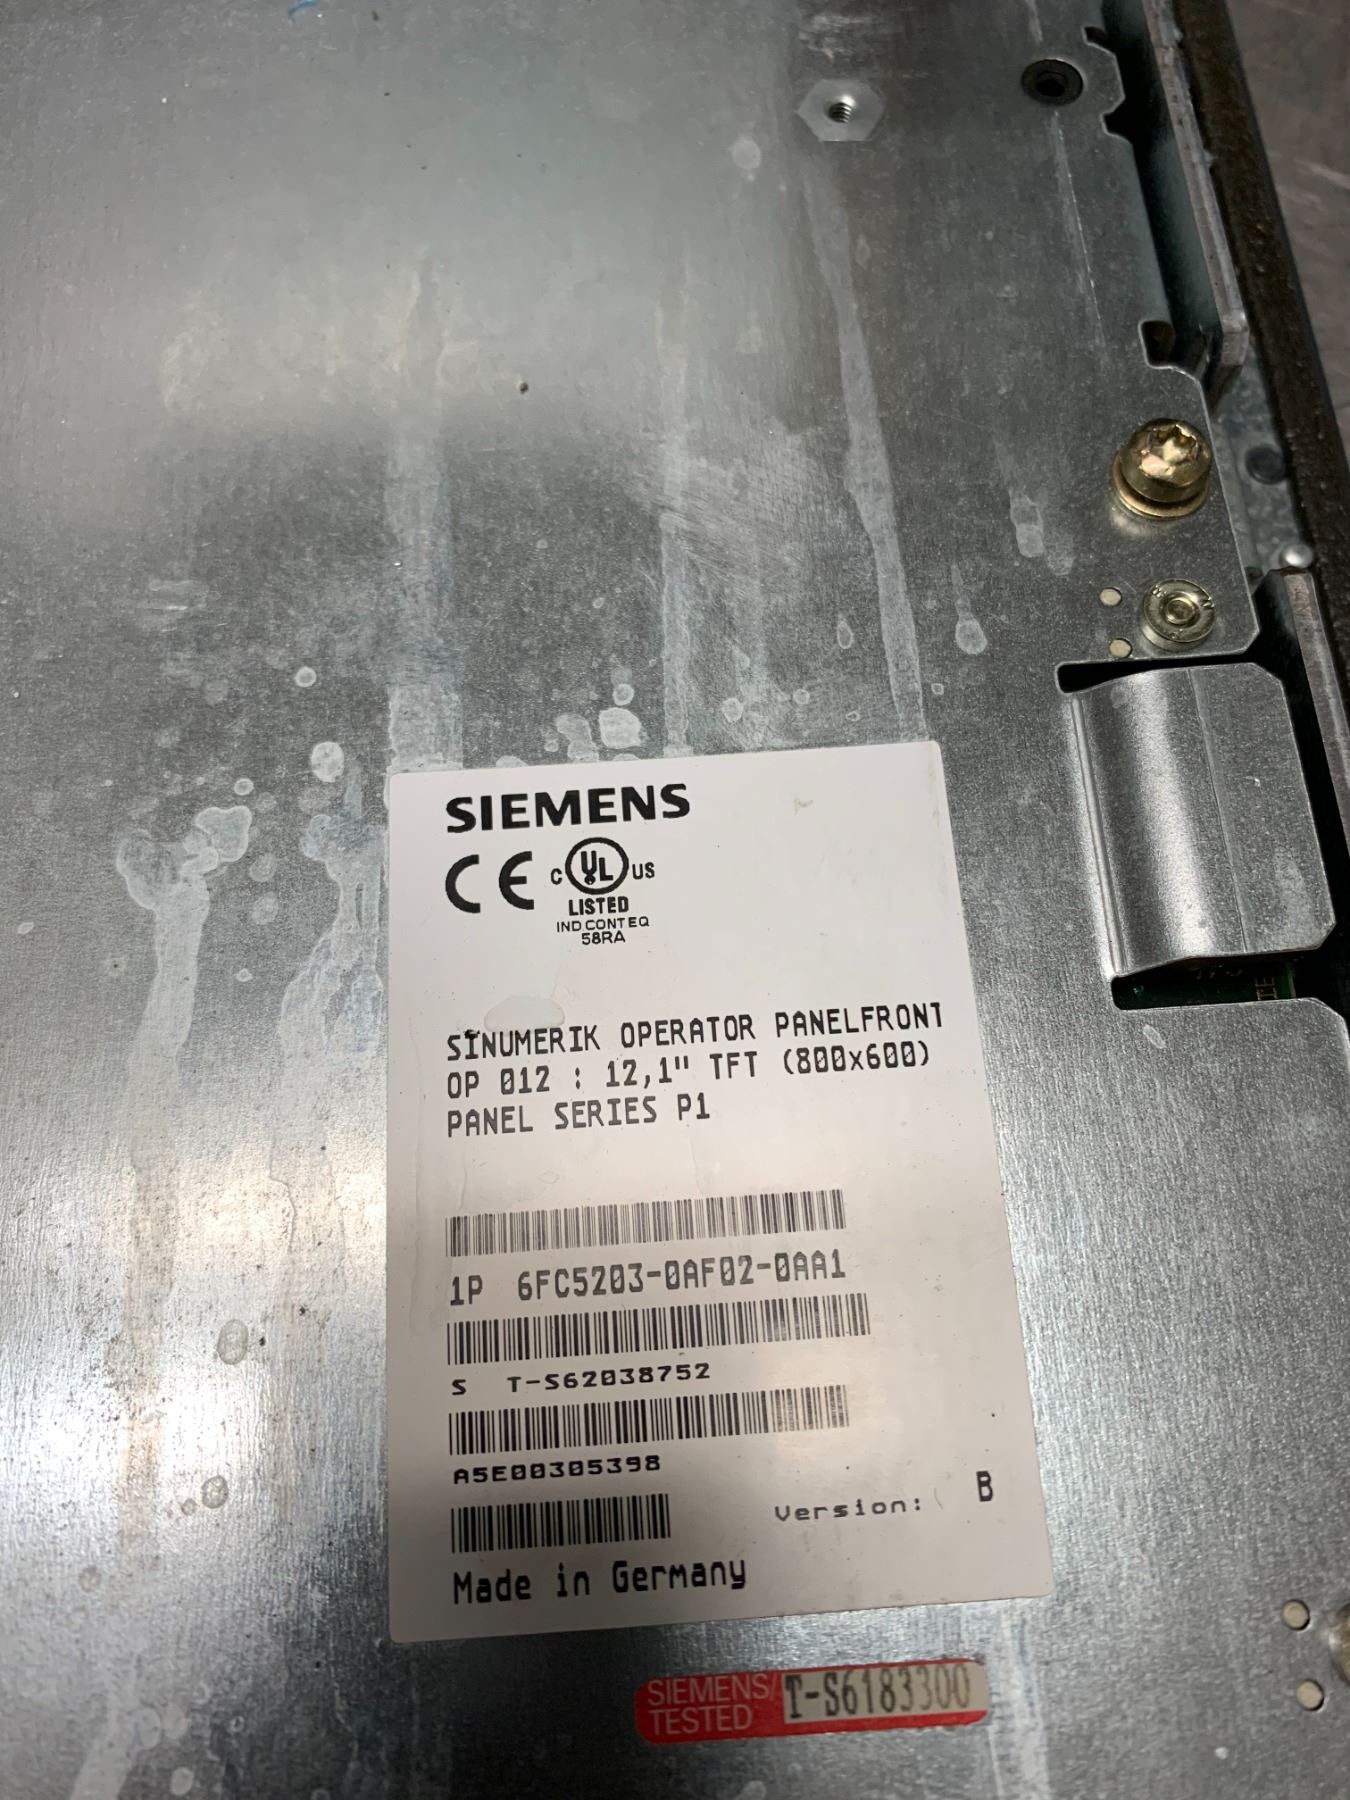 SIEMENS
CE C UL US
LISTED
IND.CONT.EQ
58RA
SINUMERIK OPERATOR PANELFRONT
OP 012 : 12,1" TFT (800x600)
PANEL SERIES P1
1P 6FC5203-0AF02-0AA1
S T-S62038752
A5E00305398
Version: B
Made in Germany
SIEMENS/ T-S6183300
TESTED